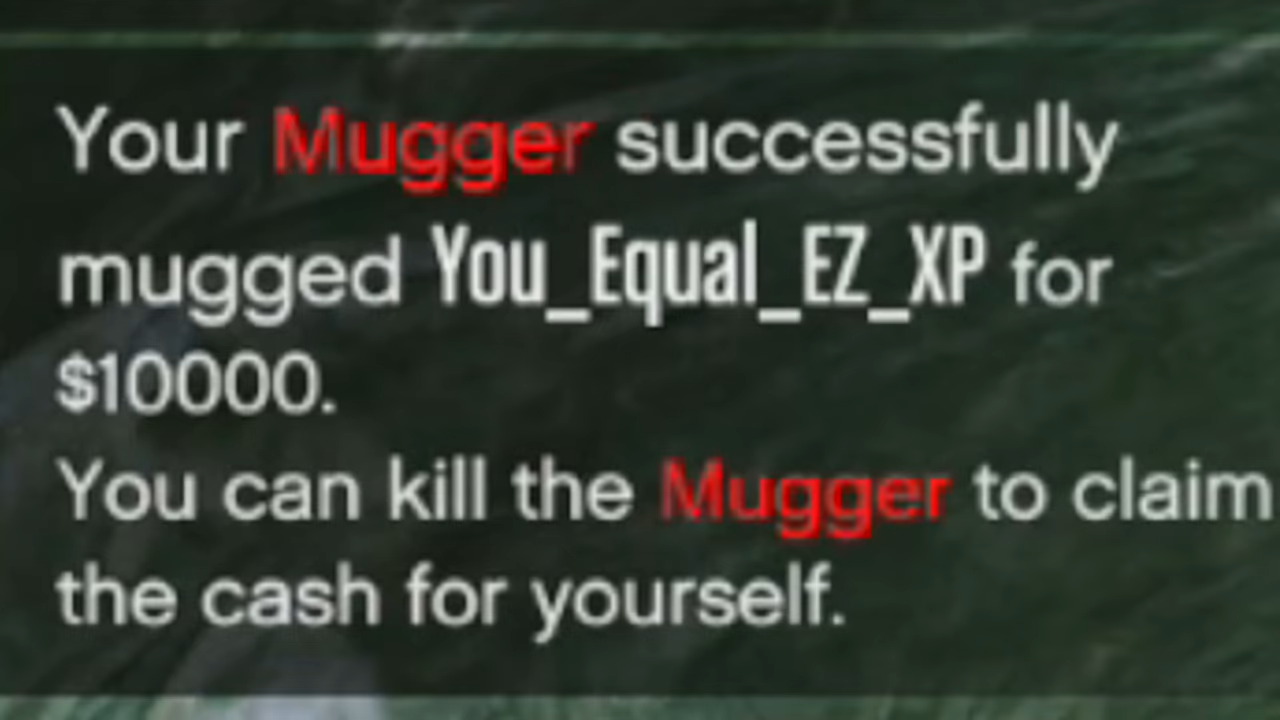 Your Mugger successfully
mugged You_Equal_EZ_XP for
$10000.
You can kill the Mugger to claim
the cash for yourself.